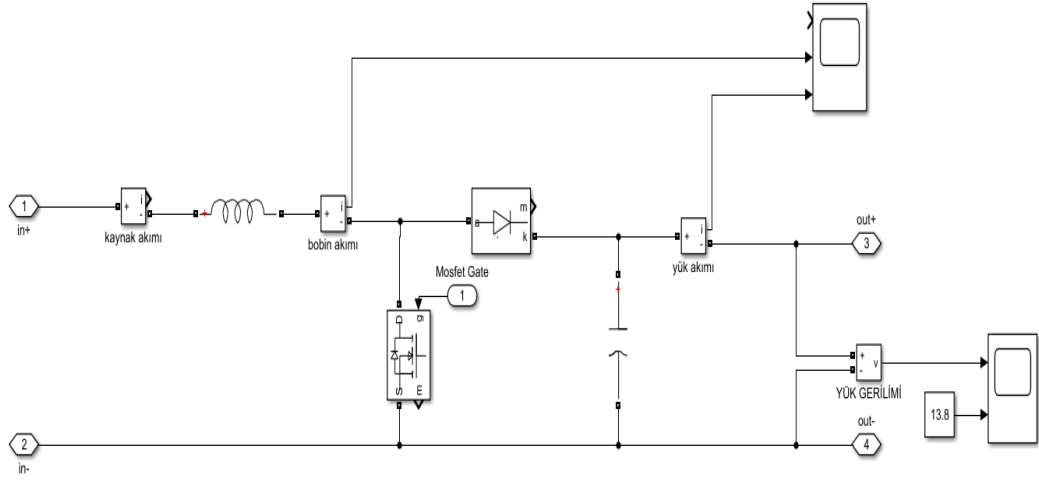 1
in+
+
i
-
kaynak akımı
+
i
-
bobin akımı
a
m
k
Mosfet Gate
1
D
g
S
m
+
i
-
yük akımı
out+
3
+
-
v
YÜK GERİLİMİ
13.8
out-
4
2
in-